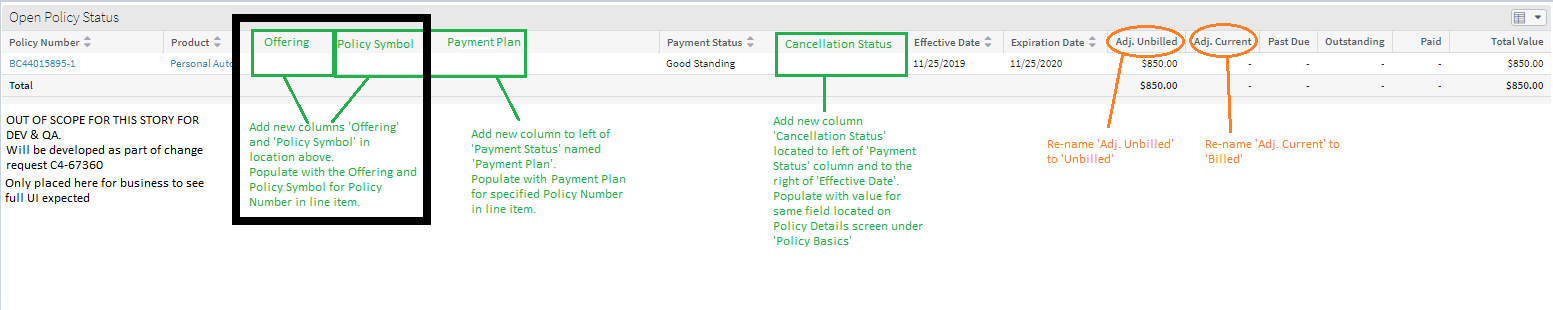 Open Policy Status
Policy Number Product Offering Policy Symbol Payment Plan Payment Status Cancellation Status Effective Date Expiration Date Adj. Unbilled Adj. Current Past Due Outstanding Paid Total Value
BC44015895-1 Personal Auto Good Standing 11/25/2019 11/25/2020 $850.00 - - - - $850.00
Total $850.00 - - - - $850.00
OUT OF SCOPE FOR THIS STORY FOR
DEV & QA.
Will be developed as part of change
request C4-67360
Only placed here for business to see
full UI expected
Add new columns 'Offering'
and 'Policy Symbol' in
location above.
Populate with the Offering and
Policy Symbol for Policy
Number in line item.
Add new column to left of
'Payment Status' named
'Payment Plan'.
Populate with Payment Plan
for specified Policy Number
in line item.
Add new column
'Cancellation Status'
located to left of 'Payment
Status' column and to the
right of 'Effective Date'.
Populate with value for
same field located on
Policy Details screen under
'Policy Basics'
Re-name 'Adj. Unbilled'
to 'Unbilled'
Re-name 'Adj. Current' to
'Billed'